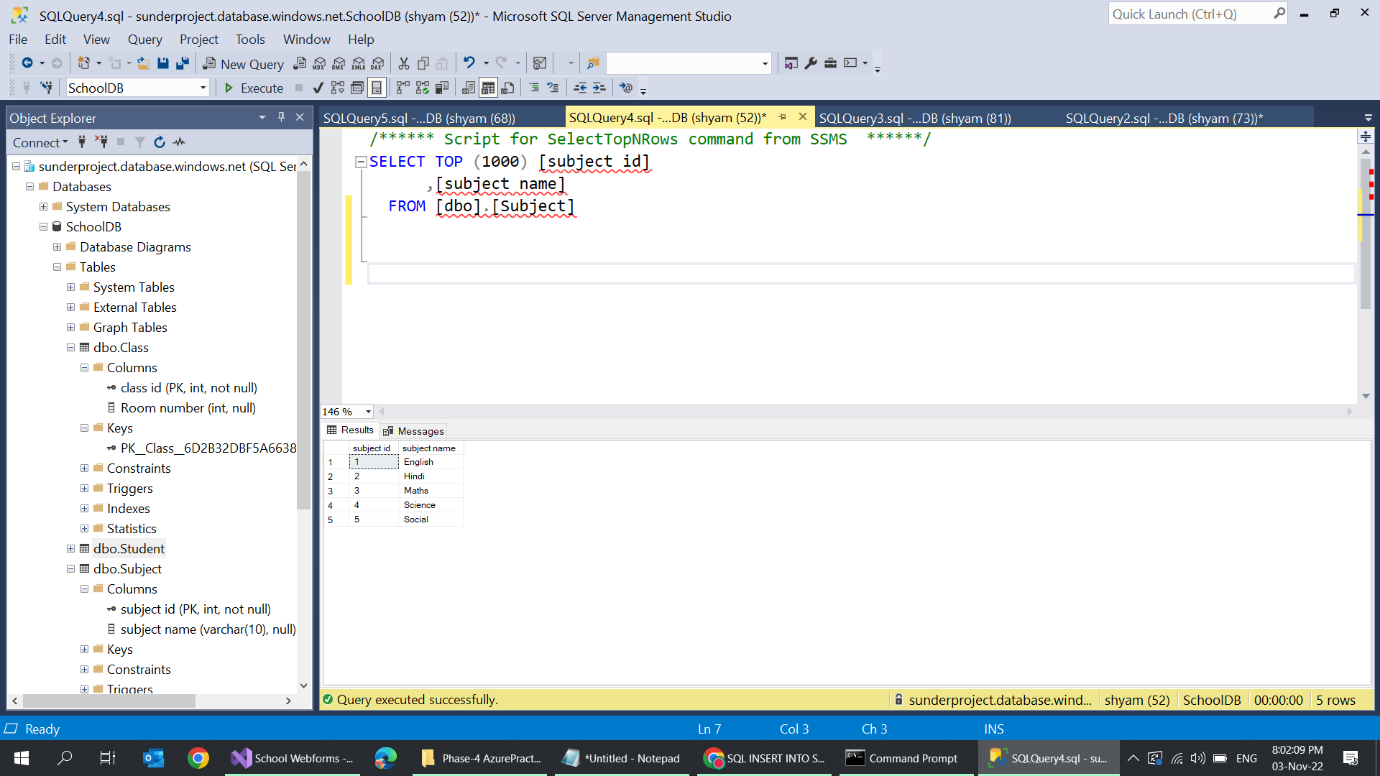 SQLQuery4.sql - sunderproject.database.windows.net.SchoolDB (shyam (52))* - Microsoft SQL Server Management Studio
Quick Launch (Ctrl+Q)
File Edit View Query Project Tools Window Help
New Query
SchoolDB Execute
Object Explorer
SQLQuery5.sql -...DB (shyam (68)) SQLQuery4.sql -...DB (shyam (52))* SQLQuery3.sql -...DB (shyam (81)) SQLQuery2.sql -...DB (shyam (73))*
Connect
sunderproject.database.windows.net (SQL Ser
Databases
System Databases
SchoolDB
Database Diagrams
Tables
System Tables
External Tables
Graph Tables
dbo.Class
Columns
class id (PK, int, not null)
Room number (int, null)
Keys
PK__Class__6D2B32DBF5A6638
Constraints
Triggers
Indexes
Statistics
dbo.Student
dbo.Subject
Columns
subject id (PK, int, not null)
subject name (varchar(10), null)
Keys
Constraints
Triggers
/****** Script for SelectTopNRows command from SSMS  ******/
SELECT TOP (1000) [subject id]
,[subject name]
FROM [dbo].[Subject]
146 %
Results Messages
subject id subject name
1 1 English
2 2 Hindi
3 3 Maths
4 4 Science
5 5 Social
Query executed successfully. sunderproject.database.wind... shyam (52) SchoolDB 00:00:00 5 rows
Ready Ln 7 Col 3 Ch 3 INS
School Webforms -... Phase-4 AzurePract... *Untitled - Notepad SQL INSERT INTO S... Command Prompt SQLQuery4.sql - su... ENG 8:02:09 PM
03-Nov-22